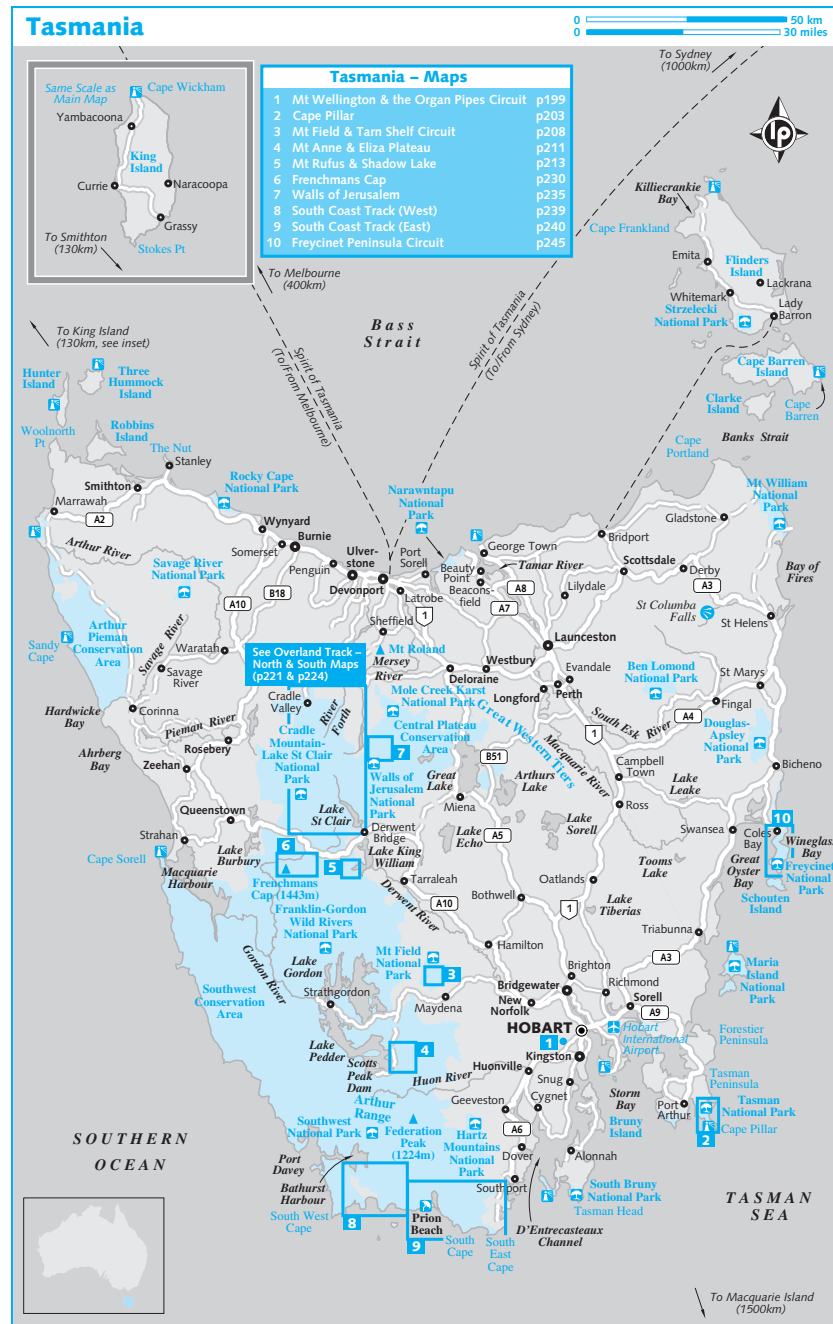 Tasmania
0 50 km
0 30 miles
To Sydney
(1000km)
Same Scale as
Main Map
Cape Wickham
Yambacoona
King
Island
Currie
Naracoopa
Grassy
To Smithton
(130km)
Stokes Pt
Tasmania – Maps
1 Mt Wellington & the Organ Pipes Circuit p199
2 Cape Pillar p203
3 Mt Field & Tarn Shelf Circuit p208
4 Mt Anne & Eliza Plateau p211
5 Mt Rufus & Shadow Lake p213
6 Frenchmans Cap p230
7 Walls of Jerusalem p235
8 South Coast Track (West) p239
9 South Coast Track (East) p240
10 Freycinet Peninsula Circuit p245
lp
Killiecrankie
Bay
Cape Frankland
Emita
Flinders
Island
Lackrana
Whitemark
Lady
Barron
Strzelecki
National Park
To Melbourne
(400km)
To King Island
(130km, see inset)
Bass
Strait
Spirit of Tasmania
(To/From Melbourne)
Spirit of Tasmania
(To/From Sydney)
Cape Barren
Island
Clarke
Island
Cape
Barren
Banks Strait
Cape
Portland
Hunter
Island
Three
Hummock
Island
Robbins
Island
Woolnorth
Pt
The Nut
Stanley
Smithton
Marrawah
A2
Rocky Cape
National Park
Wynyard
Burnie
Somerset
Penguin
Ulver-
stone
Devonport
Port
Sorell
Latrobe
Narawntapu
National
Park
George Town
Beauty
Point
Beacons-
field
Tamar River
A8
A7
Lilydale
Bridport
Scottsdale
Gladstone
Derby
A3
Mt William
National
Park
Bay of
Fires
St Columba
Falls
St Helens
Arthur River
Savage River
National Park
A10
B18
Arthur
Pieman
Conservation
Area
Sandy
Cape
Savage River
Waratah
Savage
River
Sheffield
1
Mt Roland
Mersey
River
See Overland Track –
North & South Maps
(p221 & p224)
Launceston
Westbury
Deloraine
Evandale
Perth
Longford
Ben Lomond
National Park
St Marys
Fingal
A4
South Esk River
Mole Creek Karst
National Park
Central Plateau
Conservation
Area
Great Western Tiers
1
Douglas-
Apsley
National
Park
Hardwicke
Bay
Corinna
Pieman River
Ahrberg
Bay
Rosebery
Zeehan
Cradle
Valley
River
Forth
Cradle
Mountain-
Lake St Clair
National
Park
7
Walls of
Jerusalem
National
Park
Great
Lake
B51
Arthurs
Lake
Macquarie River
Campbell
Town
Lake
Leake
Bicheno
Miena
Ross
Queenstown
Lake
St Clair
Derwent
Bridge
Lake
Echo
A5
Lake
Sorell
Swansea
10
Coles
Bay
Wineglass
Bay
Freycinet
National
Park
Great
Oyster
Bay
Schouten
Island
Strahan
Cape Sorell
Lake
Burbury
Macquarie
Harbour
6
5
Frenchmans
Cap (1443m)
Lake King
William
Tarraleah
Derwent River
A10
Bothwell
Oatlands
Tooms
Lake
Lake
Tiberias
1
Triabunna
Franklin-Gordon
Wild Rivers
National Park
Gordon River
Lake
Gordon
Mt Field
National
Park
3
Hamilton
A3
Maria
Island
National
Park
Southwest
Conservation
Area
Strathgordon
Maydena
Bridgewater
Brighton
Richmond
New
Norfolk
Sorell
A9
HOBART
1
Hobart
International
Airport
Forestier
Peninsula
Kingston
Lake
Pedder
4
Scotts
Peak
Dam
Huon River
Huonville
Snug
Storm
Bay
Tasman
Peninsula
Port
Arthur
Tasman
National Park
Cape Pillar
2
Arthur
Range
Geeveston
Cygnet
Bruny
Island
Southwest
National Park
Federation
Peak
(1224m)
Hartz
Mountains
National
Park
A6
Dover
Alonnah
SOUTHERN
OCEAN
Port
Davey
Bathurst
Harbour
Southport
South Bruny
National Park
Tasman Head
TASMAN
SEA
South West
Cape
8
Prion
Beach
9
South
Cape
South
East
Cape
D'Entrecasteaux
Channel
To Macquarie Island
(1500km)